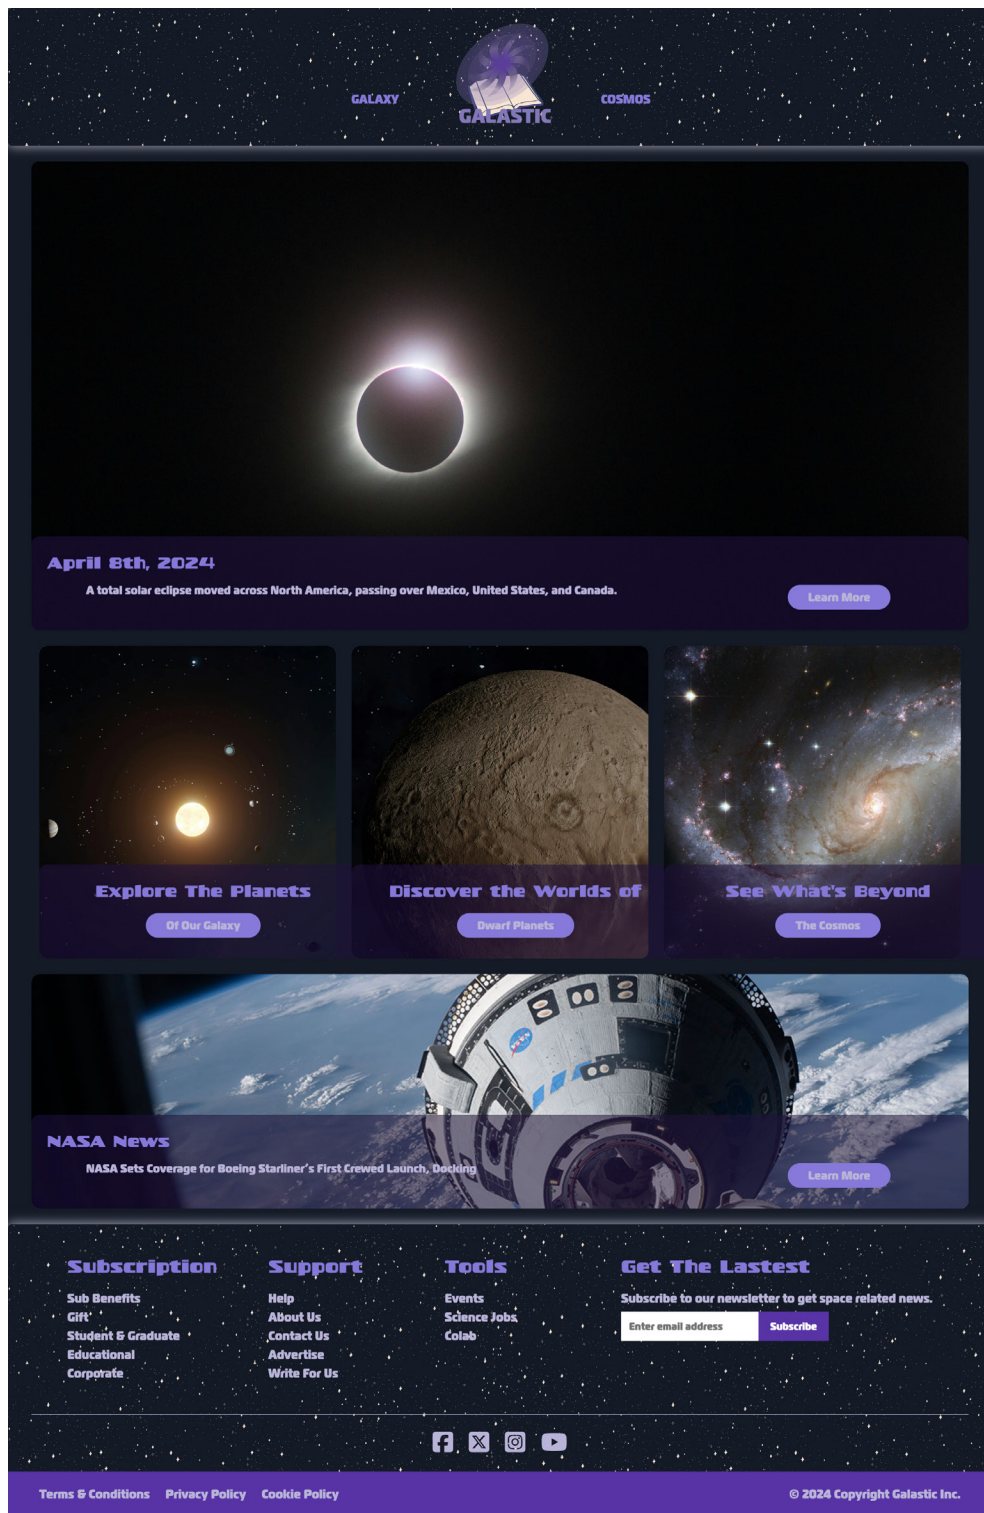 GALAXY
GALASTIC
COSMOS
April 8th, 2024
A total solar eclipse moved across North America, passing over Mexico, United States, and Canada.
Learn More
Explore The Planets
Of Our Galaxy
Discover the Worlds of
Dwarf Planets
See What's Beyond
The Cosmos
NASA
NASA News
NASA Sets Coverage for Boeing Starliner's First Crewed Launch, Docking
Learn More
Subscription
Sub Benefits
Gift
Student & Graduate
Educational
Corporate
Support
Help
About Us
Contact Us
Advertise
Write For Us
Tools
Events
Science Jobs
Colab
Get The Lastest
Subscribe to our newsletter to get space related news.
Enter email address
Subscribe
Terms & Conditions
Privacy Policy
Cookie Policy
© 2024 Copyright Galastic Inc.